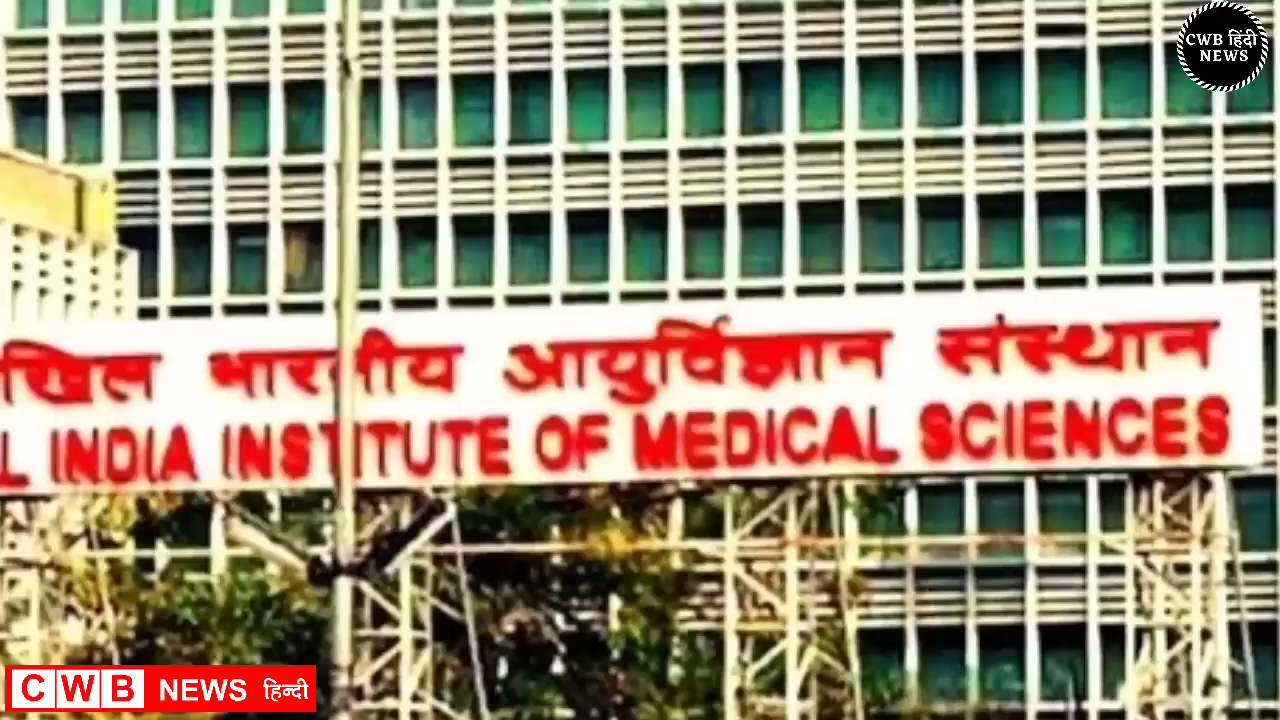 CWB हिंदी
NEWS
खिल भारतीय आयुर्विज्ञान संस्थान
L INDIA INSTITUTE OF MEDICAL SCIENCES
CWB NEWS हिन्दी